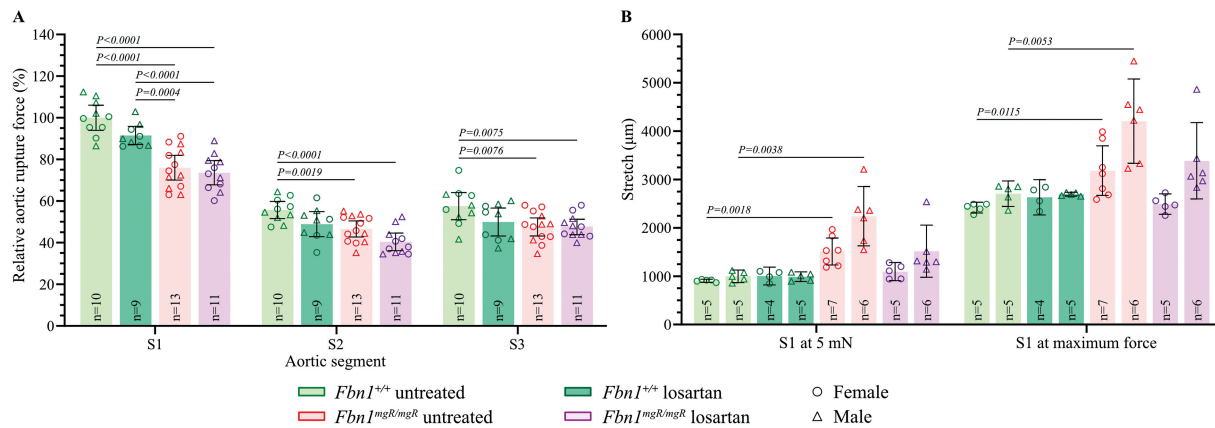 A
Relative aortic rupture force (%)
140
120
100
80
60
40
20
0
P<0.0001
P<0.0001
P<0.0001
P=0.0004
P<0.0001
P=0.0019
P=0.0075
P=0.0076
n=10
n=9
n=13
n=11
n=10
n=9
n=13
n=11
n=10
n=9
n=13
n=11
S1
S2
S3
Aortic segment
B
Stretch (µm)
6000
5000
4000
3000
2000
1000
0
P=0.0053
P=0.0115
P=0.0038
P=0.0018
n=5
n=5
n=4
n=5
n=7
n=6
n=5
n=6
n=5
n=5
n=4
n=5
n=7
n=6
n=5
n=6
S1 at 5 mN
S1 at maximum force
Fbn1+/+ untreated
Fbn1+/+ losartan
Female
Fbn1mgR/mgR untreated
Fbn1mgR/mgR losartan
Male